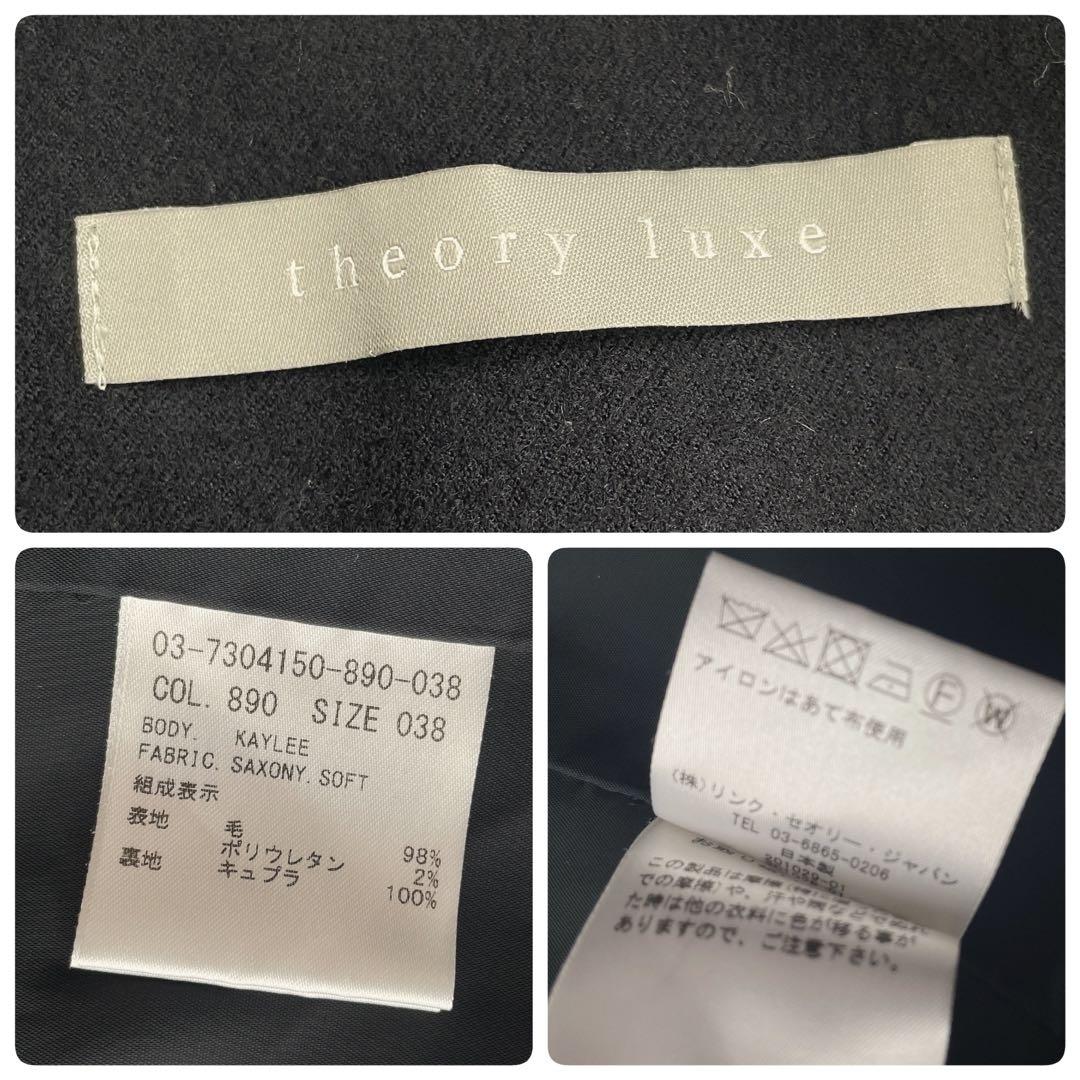 theory luxe
03-7304150-890-038
COL. 890 SIZE 038
BODY. KAYLEE
FABRIC. SAXONY. SOFT
組成表示
表地 毛 98%
ポリウレタン 2%
裏地 キュプラ 100%
F W
アイロンはあて布使用
(株)リンク・セオリー・ジャパン
TEL 03-6865-0206
日本製
この製品は摩擦
での摩擦)や、汗や雨などで
た時は他の衣料に色が移る事が
ありますので、ご注意下さい。